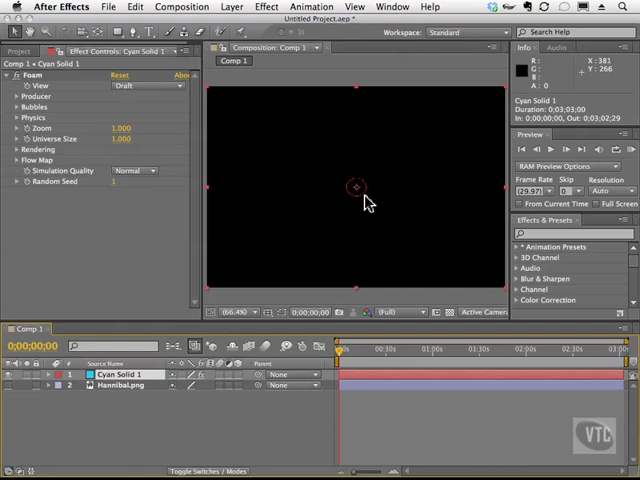 After Effects File Edit Composition Layer Effect Animation View Window Help
Untitled Project.aep *
Workspace: Standard Search Help
Project Effect Controls: Cyan Solid 1 Composition: Comp 1 Info Audio
Comp 1 • Cyan Solid 1 Comp 1
Foam Reset Abou
View Draft
Producer
Bubbles
Physics
Zoom 1.000
Universe Size 1.000
Rendering
Flow Map
Simulation Quality Normal
Random Seed 1
R :
G :
B :
A : 0
X : 381
Y : 266
Cyan Solid 1
Duration: 0;03;03;00
In: 0;00;00;00, Out: 0;03;02;29
Preview
RAM Preview Options
Frame Rate Skip Resolution
(29.97) 0 Auto
From Current Time Full Screen
Effects & Presets
* Animation Presets
3D Channel
Audio
Blur & Sharpen
Channel
Color Correction
(66.4%) 0;00;00;00 (Full) Active Camera
Comp 1
0;00;00;00
00s 00:30s 01:00s 01:30s 02:00s 02:30s 03:00
# Source Name Parent
1 Cyan Solid 1 None
2 Hannibal.png None
VTC
Toggle Switches / Modes